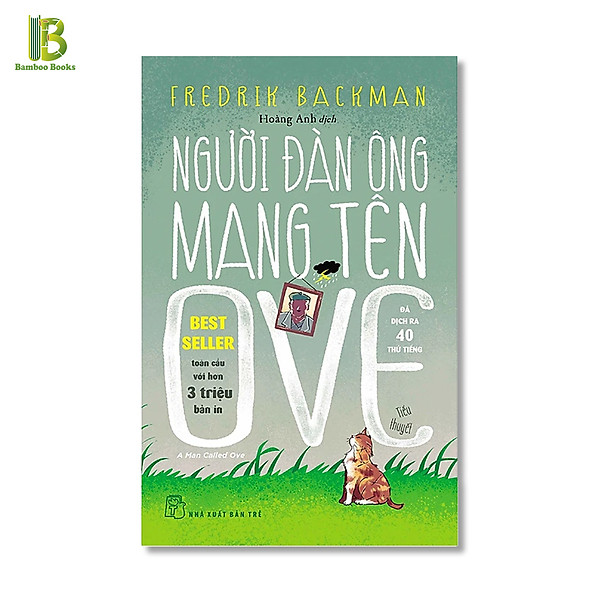 Bamboo Books
FREDRIK BACKMAN
Hoàng Anh dịch
NGƯỜI ĐÀN ÔNG
MANG TÊN
OVE
BEST
SELLER
toàn cầu
với hơn
3 triệu
bản in
ĐÃ
DỊCH RA
40
THỨ TIẾNG
Tiểu
thuyết
A Man Called Ove
NHÀ XUẤT BẢN TRẺ